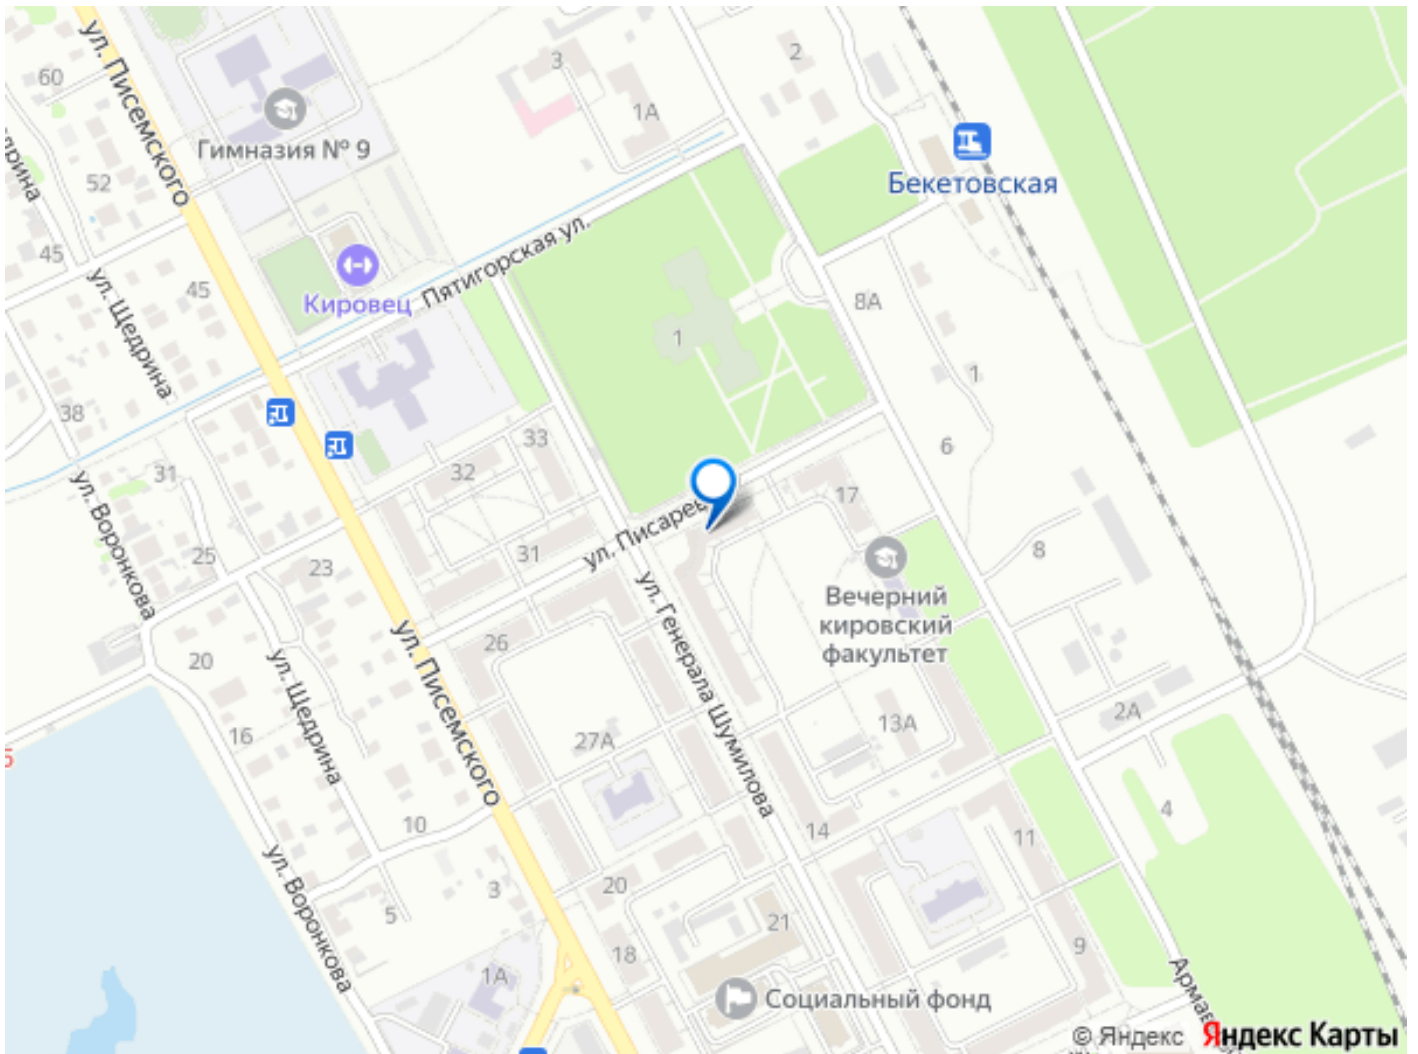 60
ул. Писемского
3
2
1А
Гимназия № 9
Бекетовская
52
45
ул. Щедрина
45
Кировец
Пятигорская ул.
8А
1
1
38
33
6
32
31
17
ул. Писарев
ул. Воронкова
25
31
23
8
Вечерний
кировский
факультет
ул. Генерала Шумилова
26
ул. Писемского
20
ул. Щедрина
16
27А
13А
2А
10
14
4
11
3
20
5
21
18
9
ул. Воронкова
1А
Социальный фонд
© Яндекс Яндекс Карты